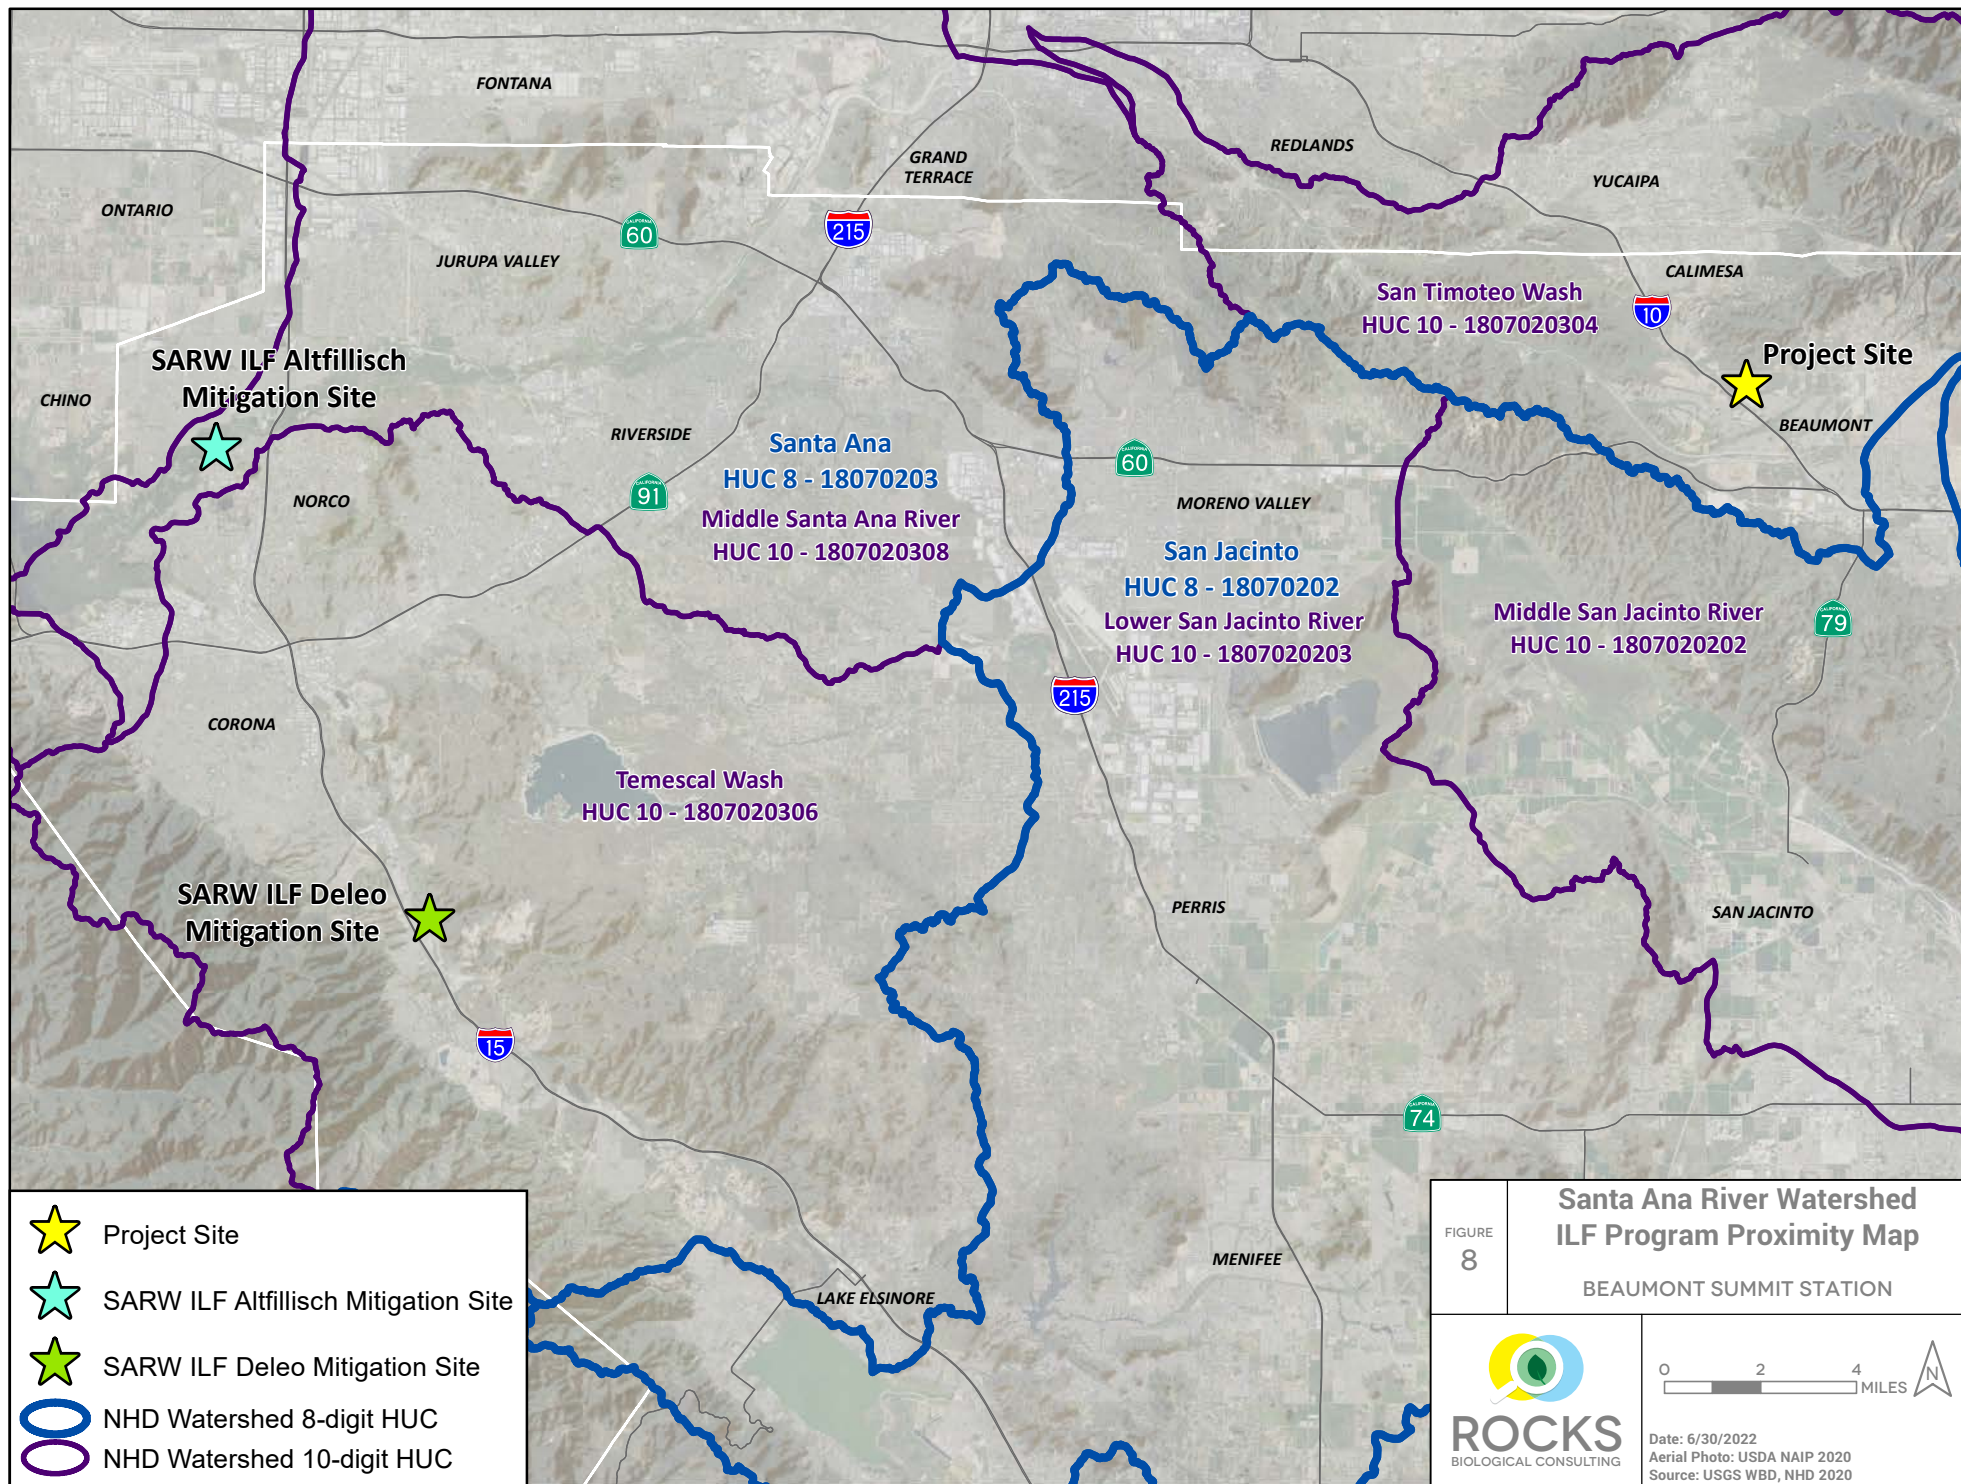 FONTANA
GRAND
TERRACE
REDLANDS
YUCAIPA
ONTARIO
CALIFORNIA
60
215
JURUPA VALLEY
CALIMESA
San Timoteo Wash
HUC 10 - 1807020304
10
SARW ILF Altfillisch
Mitigation Site
Project Site
CHINO
RIVERSIDE
BEAUMONT
Santa Ana
HUC 8 - 18070203
CALIFORNIA
60
CALIFORNIA
91
NORCO
MORENO VALLEY
Middle Santa Ana River
HUC 10 - 1807020308
San Jacinto
HUC 8 - 18070202
Lower San Jacinto River
HUC 10 - 1807020203
Middle San Jacinto River
HUC 10 - 1807020202
CALIFORNIA
79
215
CORONA
Temescal Wash
HUC 10 - 1807020306
SARW ILF Deleo
Mitigation Site
PERRIS
SAN JACINTO
15
CALIFORNIA
74
MENIFEE
LAKE ELSINORE
Project Site
SARW ILF Altfillisch Mitigation Site
SARW ILF Deleo Mitigation Site
NHD Watershed 8-digit HUC
NHD Watershed 10-digit HUC
FIGURE
8
Santa Ana River Watershed
ILF Program Proximity Map
BEAUMONT SUMMIT STATION
ROCKS
BIOLOGICAL CONSULTING
0 2 4
MILES
N
Date: 6/30/2022
Aerial Photo: USDA NAIP 2020
Source: USGS WBD, NHD 2020